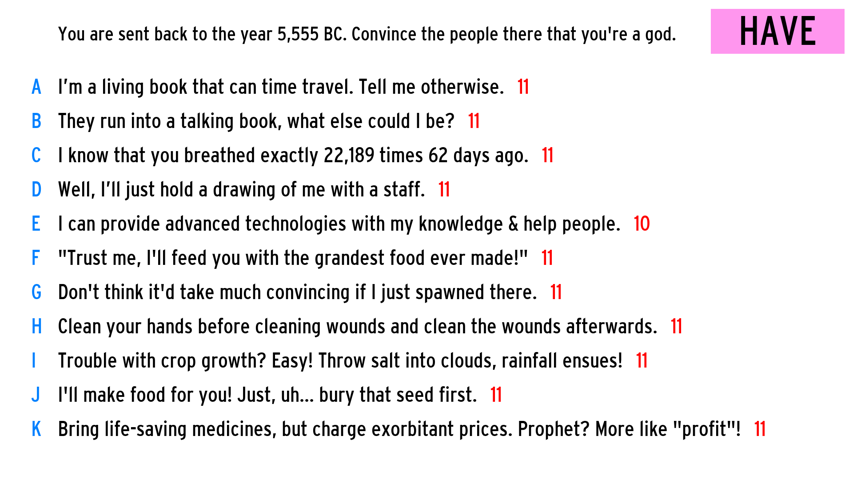 You are sent back to the year 5,555 BC. Convince the people there that you're a god.
HAVE
A I’m a living book that can time travel. Tell me otherwise. 11
B They run into a talking book, what else could I be? 11
C I know that you breathed exactly 22,189 times 62 days ago. 11
D Well, I’ll just hold a drawing of me with a staff. 11
E I can provide advanced technologies with my knowledge & help people. 10
F "Trust me, I'll feed you with the grandest food ever made!" 11
G Don't think it'd take much convincing if I just spawned there. 11
H Clean your hands before cleaning wounds and clean the wounds afterwards. 11
I Trouble with crop growth? Easy! Throw salt into clouds, rainfall ensues! 11
J I'll make food for you! Just, uh... bury that seed first. 11
K Bring life-saving medicines, but charge exorbitant prices. Prophet? More like "profit"! 11